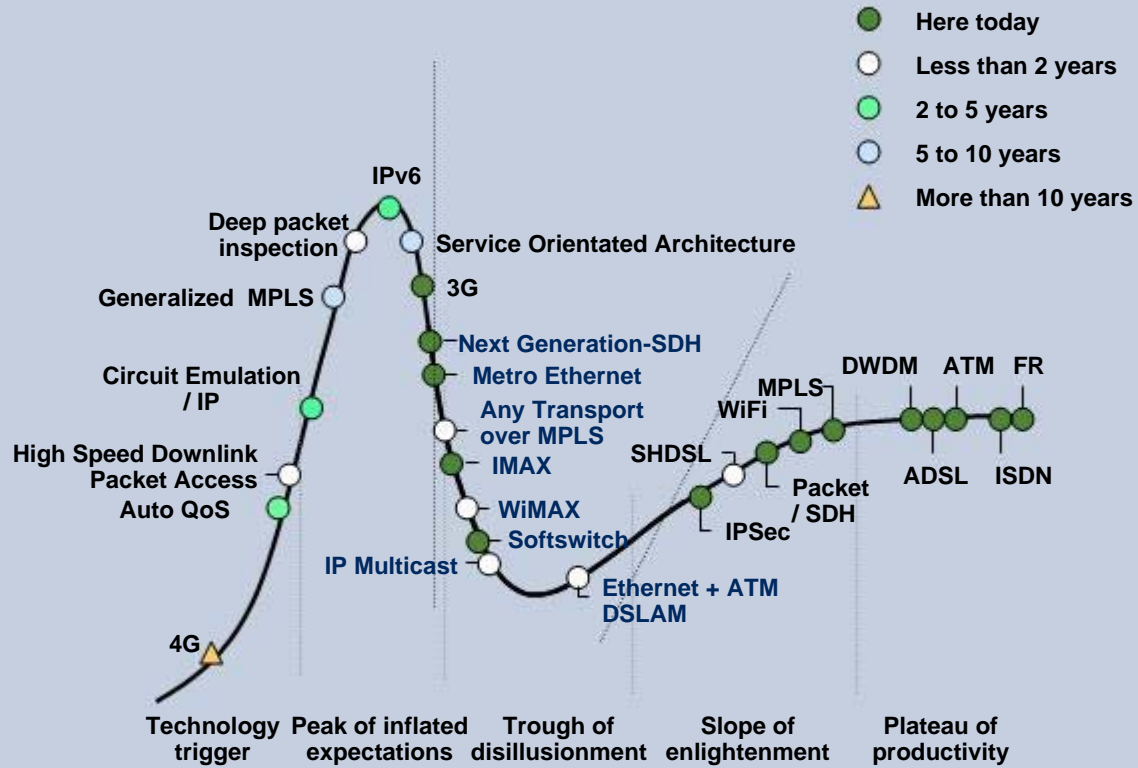 Here today
Less than 2 years
2 to 5 years
5 to 10 years
More than 10 years
IPv6
Deep packet
inspection
Service Orientated Architecture
3G
Generalized MPLS
Next Generation-SDH
Metro Ethernet
Circuit Emulation
/ IP
Any Transport
over MPLS
High Speed Downlink
Packet Access
IMAX
Auto QoS
WiMAX
Softswitch
IP Multicast
Ethernet + ATM
DSLAM
4G
SHDSL
WiFi
MPLS
IPSec
Packet
/ SDH
DWDM
ATM
FR
ADSL
ISDN
Technology
trigger
Peak of inflated
expectations
Trough of
disillusionment
Slope of
enlightenment
Plateau of
productivity